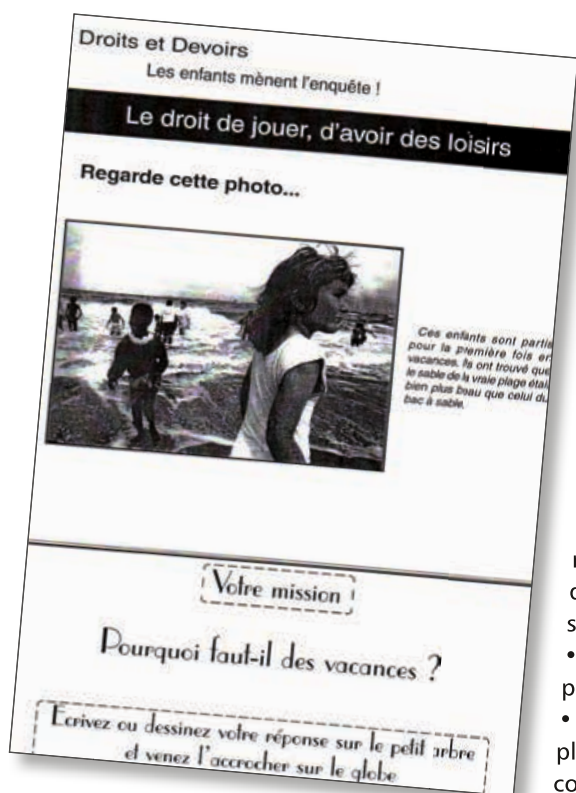 Droits et Devoirs
Les enfants mènent l'enquête !
Le droit de jouer, d'avoir des loisirs
Regarde cette photo...
Ces enfants sont partis
pour la première fois en
vacances. Ils ont trouvé que
le sable de la vraie plage était
bien plus beau que celui du
bac à sable.
Votre mission
Pourquoi faut-il des vacances ?
Ecrivez ou dessinez votre réponse sur le petit arbre
et venez l'accrocher sur le globe
s
•
p
•
pl
co